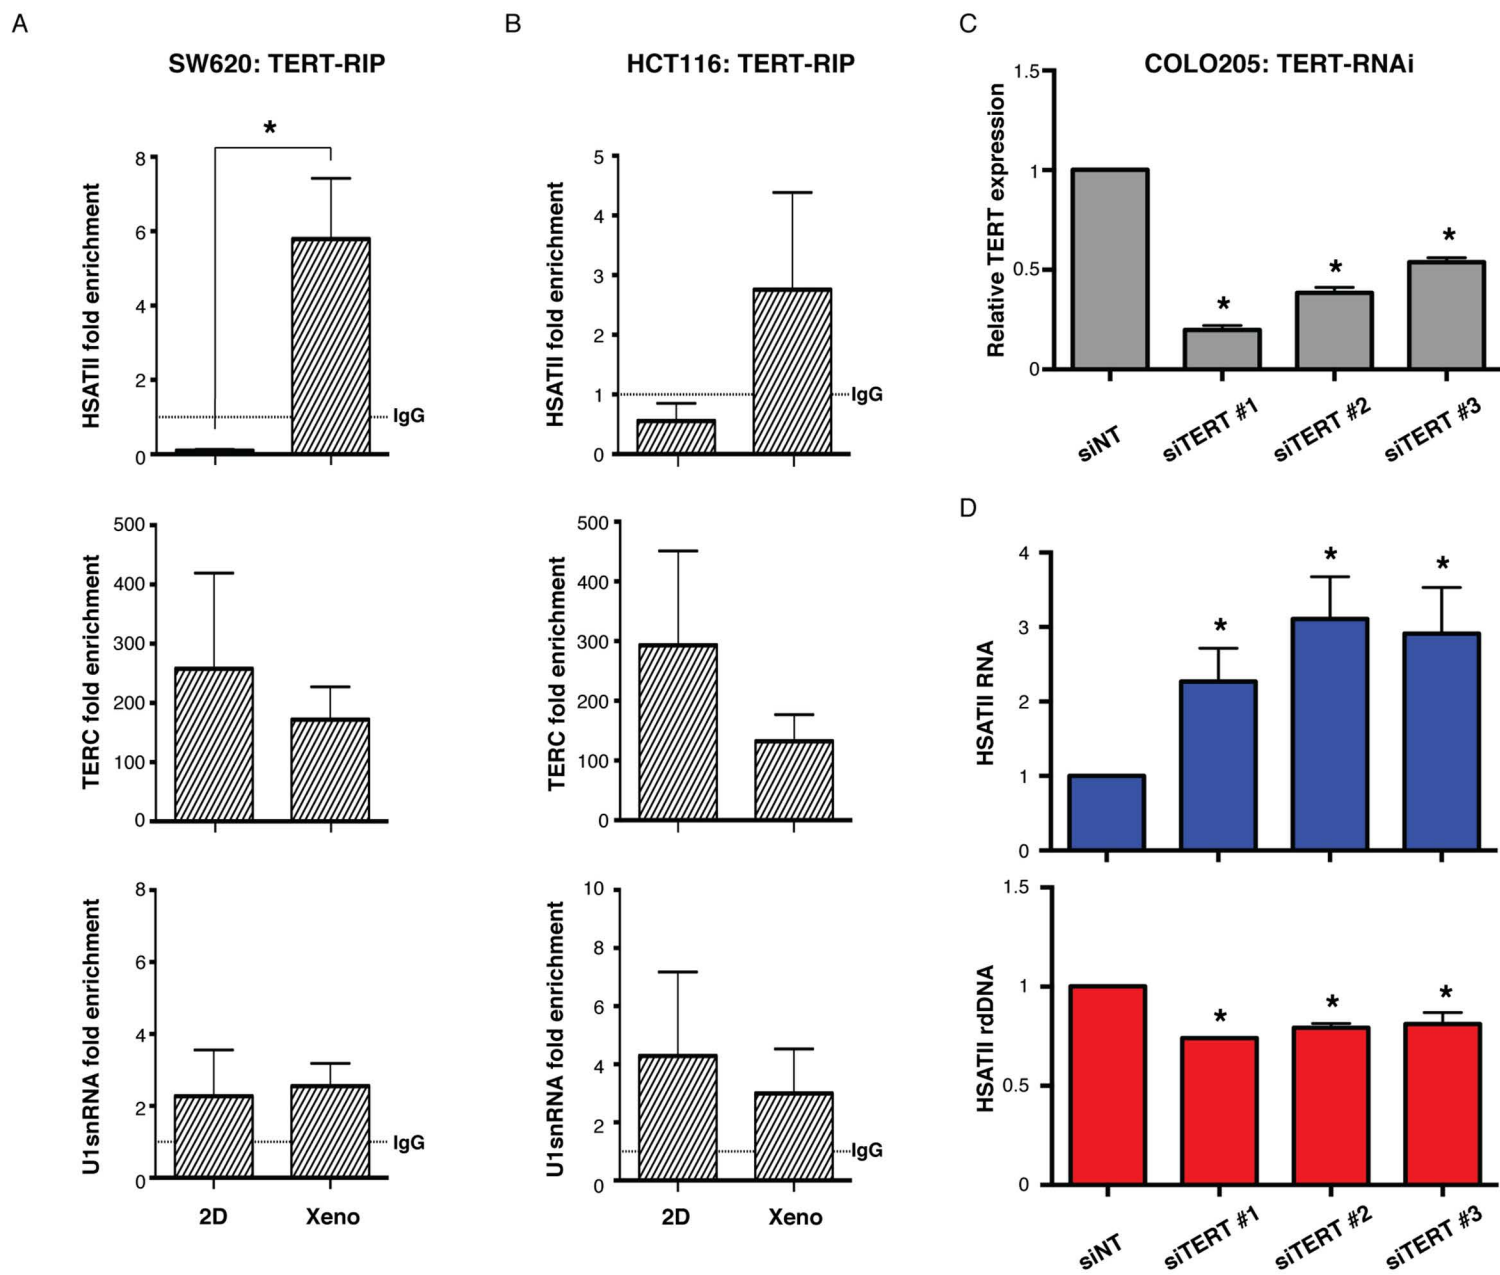 A
SW620: TERT-RIP
*
HSATII fold enrichment
8
6
4
2
0
IgG
TERC fold enrichment
500
400
300
200
100
0
U1snRNA fold enrichment
8
6
4
2
0
IgG
2D
Xeno
B
HCT116: TERT-RIP
HSATII fold enrichment
5
4
3
2
1
0
IgG
TERC fold enrichment
500
400
300
200
100
0
U1snRNA fold enrichment
10
8
6
4
2
0
IgG
2D
Xeno
C
COLO205: TERT-RNAi
Relative TERT expression
1.5
1
0.5
0
*
*
*
siNT
siTERT #1
siTERT #2
siTERT #3
D
HSATII RNA
4
3
2
1
0
*
*
*
HSATII rdDNA
1.5
1
0.5
0
*
*
*
siNT
siTERT #1
siTERT #2
siTERT #3